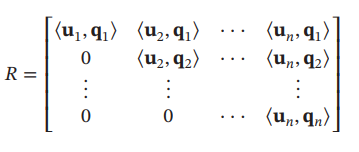 R = ⎡ ⟨u₁, q₁⟩ ⟨u₂, q₁⟩ ··· ⟨uₙ, q₁⟩ ⎤
0 ⟨u₂, q₂⟩ ··· ⟨uₙ, q₂⟩
⋮ ⋮ ⋮
0 0 ··· ⟨uₙ, qₙ⟩